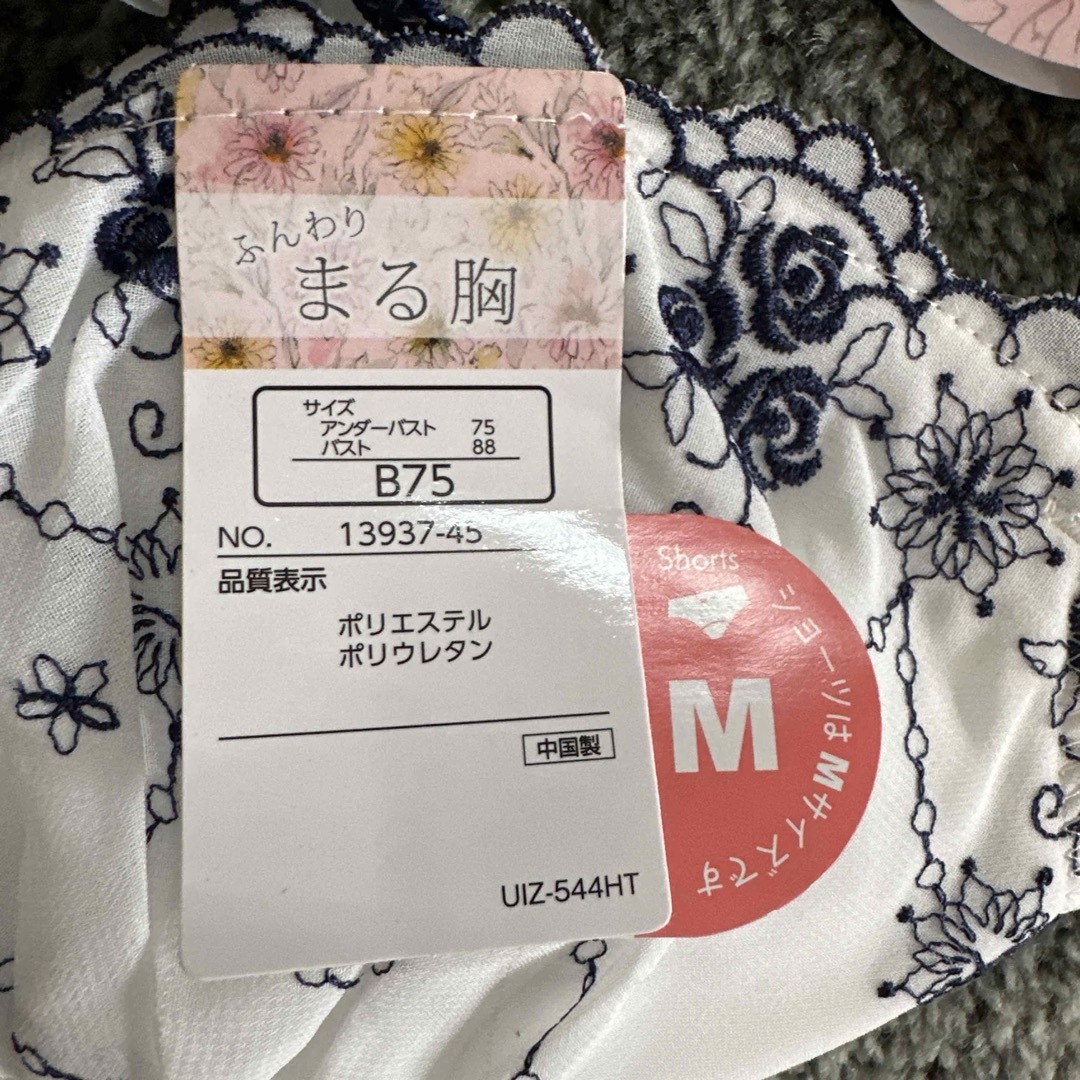 ふんわり
まる胸
サイズ
アンダーバスト 75
バスト 88
B75
NO. 13937-45
品質表示
ポリエステル
ポリウレタン
中国製
UIZ-544HT
Shorts
M
ショーツはMサイズです